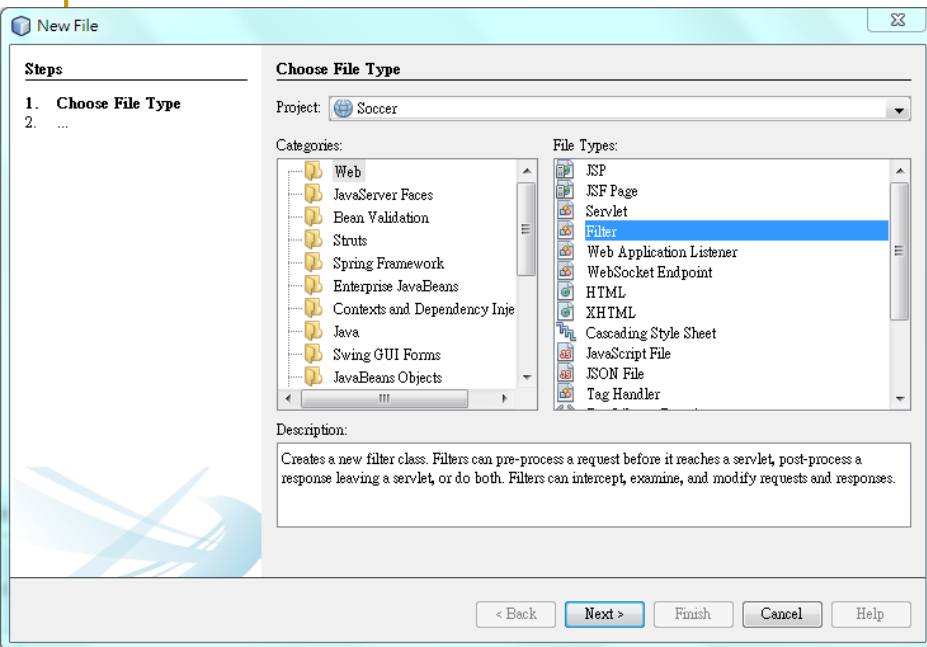 New File
Steps
1. Choose File Type
2. ...
Choose File Type
Project: Soccer
Categories:
Web
JavaServer Faces
Bean Validation
Struts
Spring Framework
Enterprise JavaBeans
Contexts and Dependency Inje
Java
Swing GUI Forms
JavaBeans Objects
File Types:
JSP
JSF Page
Servlet
Filter
Web Application Listener
WebSocket Endpoint
HTML
XHTML
Cascading Style Sheet
JavaScript File
JSON File
Tag Handler
Description:
Creates a new filter class. Filters can pre-process a request before it reaches a servlet, post-process a
response leaving a servlet, or do both. Filters can intercept, examine, and modify requests and responses.
< Back Next > Finish Cancel Help